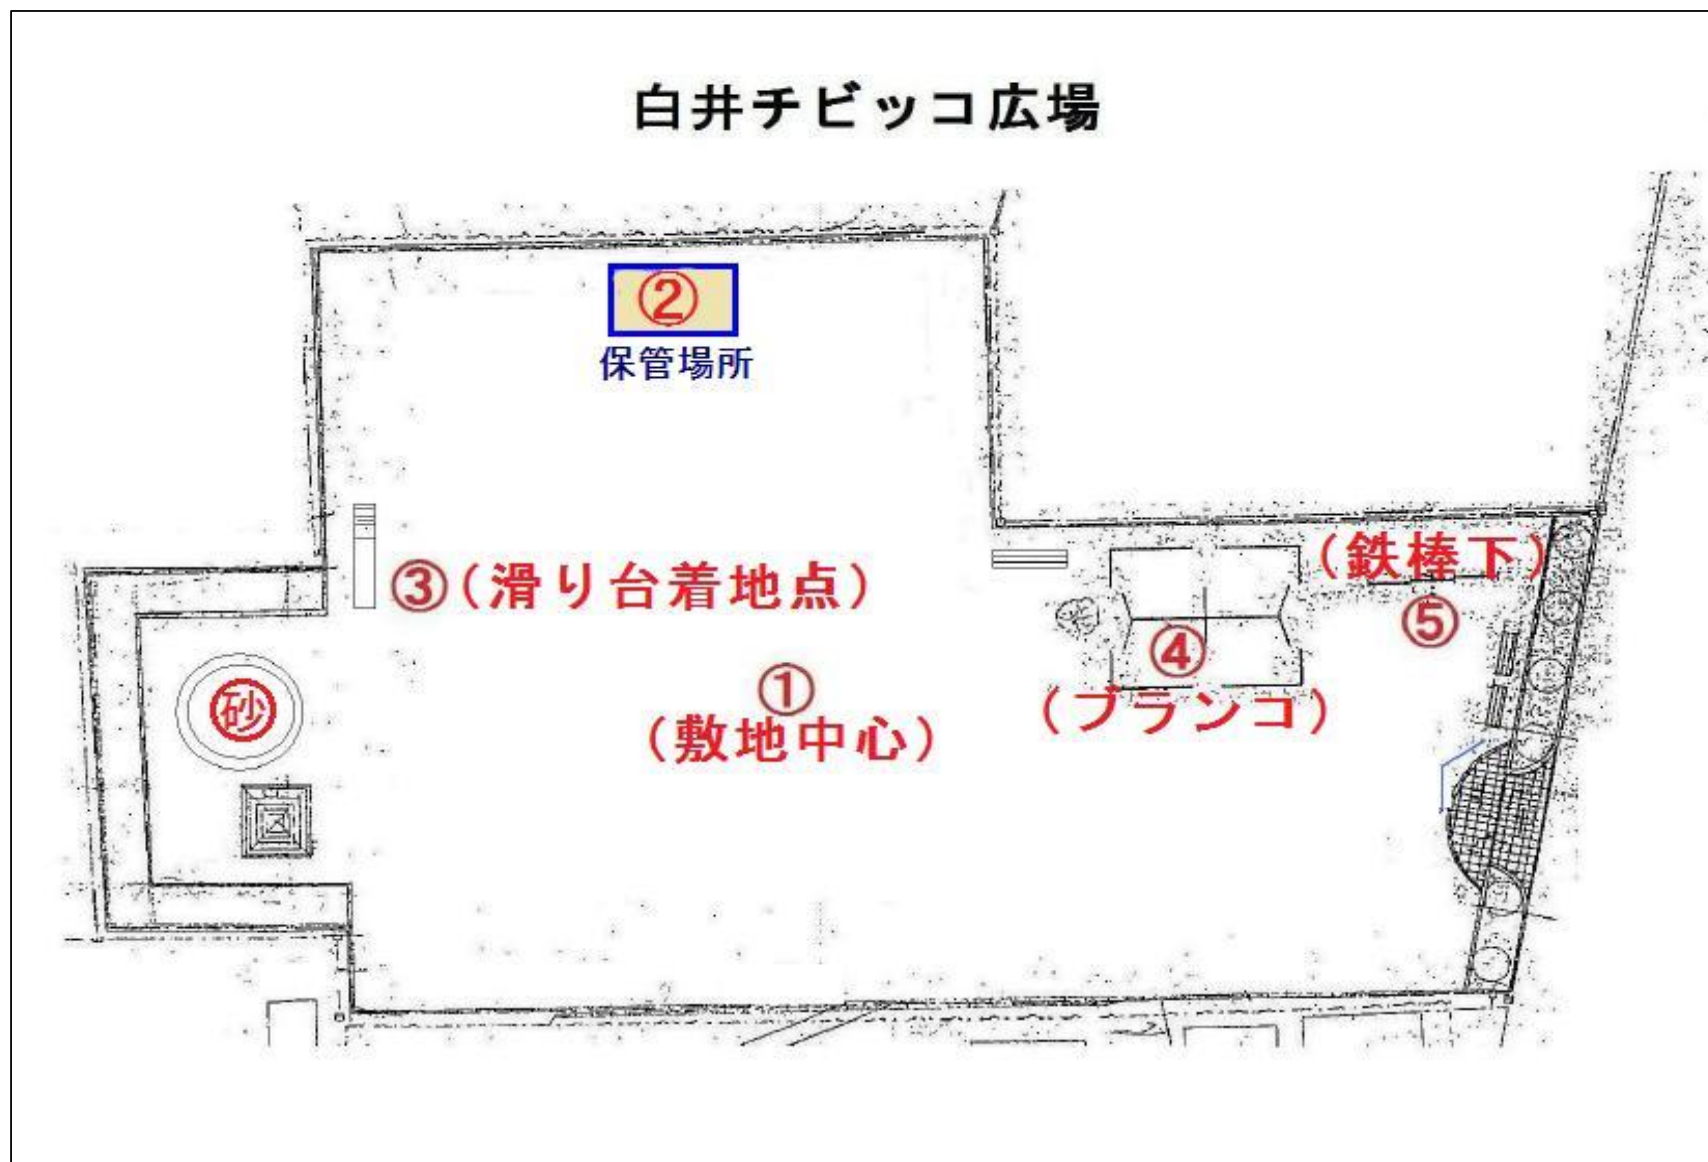 白井チビッコ広場
②
保管場所
③(滑り台着地点)
(鉄棒下)
⑤
④
(ブランコ)
①
(敷地中心)
砂